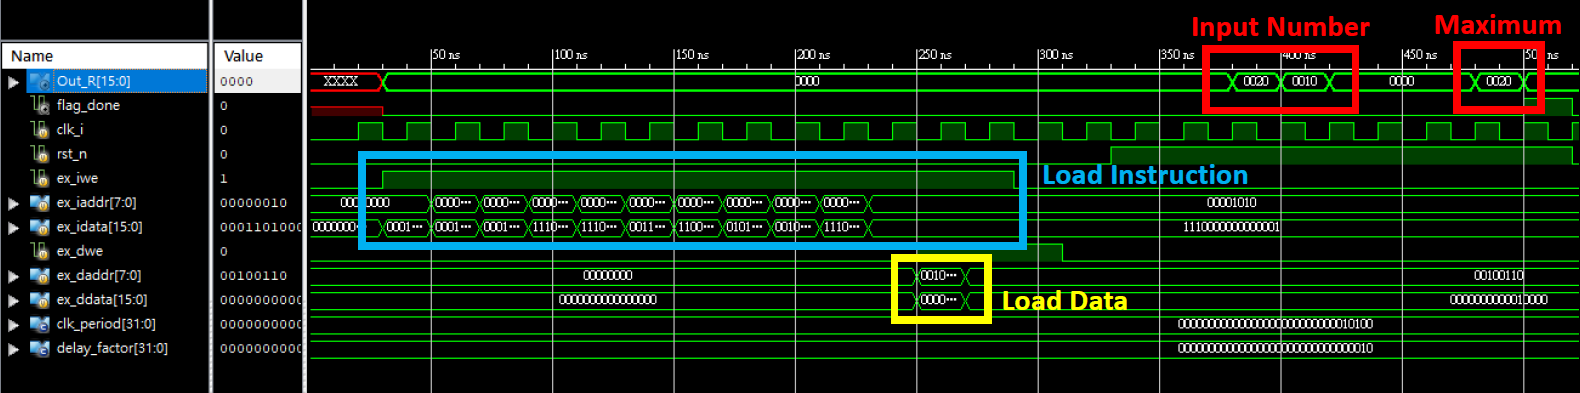 Input Number Maximum
Name Value 50 ns 100 ns 150 ns 200 ns 250 ns 300 ns 350 ns 400 ns 450 ns
Out_R[15:0] 0000 XXXX 0000 0020 0010 0000 0020
flag_done 0
clk_i 0
rst_n 0
ex_iwe 1 Load Instruction
ex_iaddr[7:0] 00000010 0000··· 0000··· 0000··· 0000··· 0000··· 0000··· 0000··· 0000··· 0000··· 00001010
ex_idata[15:0] 0001101000 0000000··· 0001··· 0001··· 0001··· 1110··· 1110··· 0011··· 1100··· 0101··· 0010··· 1110··· 1110000000000001
ex_dwe 0
ex_daddr[7:0] 00100110 00000000 0010··· 00100110
ex_ddata[15:0] 0000000000 0000000000000000 0000··· Load Data 0000000000010000
clk_period[31:0] 0000000000 00000000000000000000000000010100
delay_factor[31:0] 0000000000 00000000000000000000000000000010